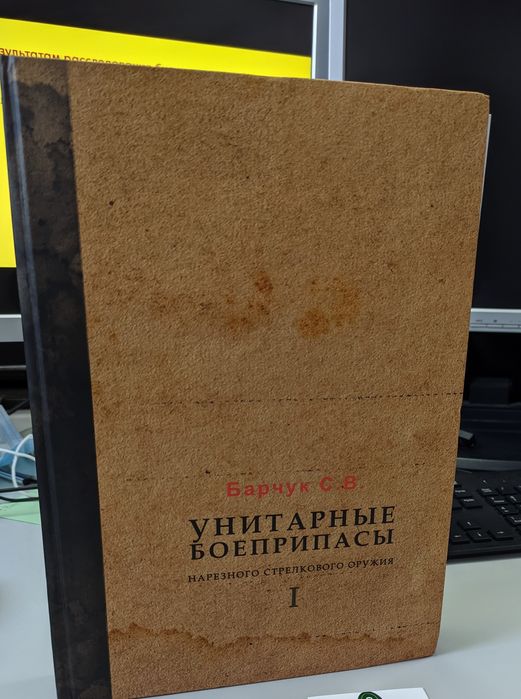 Барчук С.В.
УНИТАРНЫЕ
БОЕПРИПАСЫ
НАРЕЗНОГО СТРЕЛКОВОГО ОРУЖИЯ
I